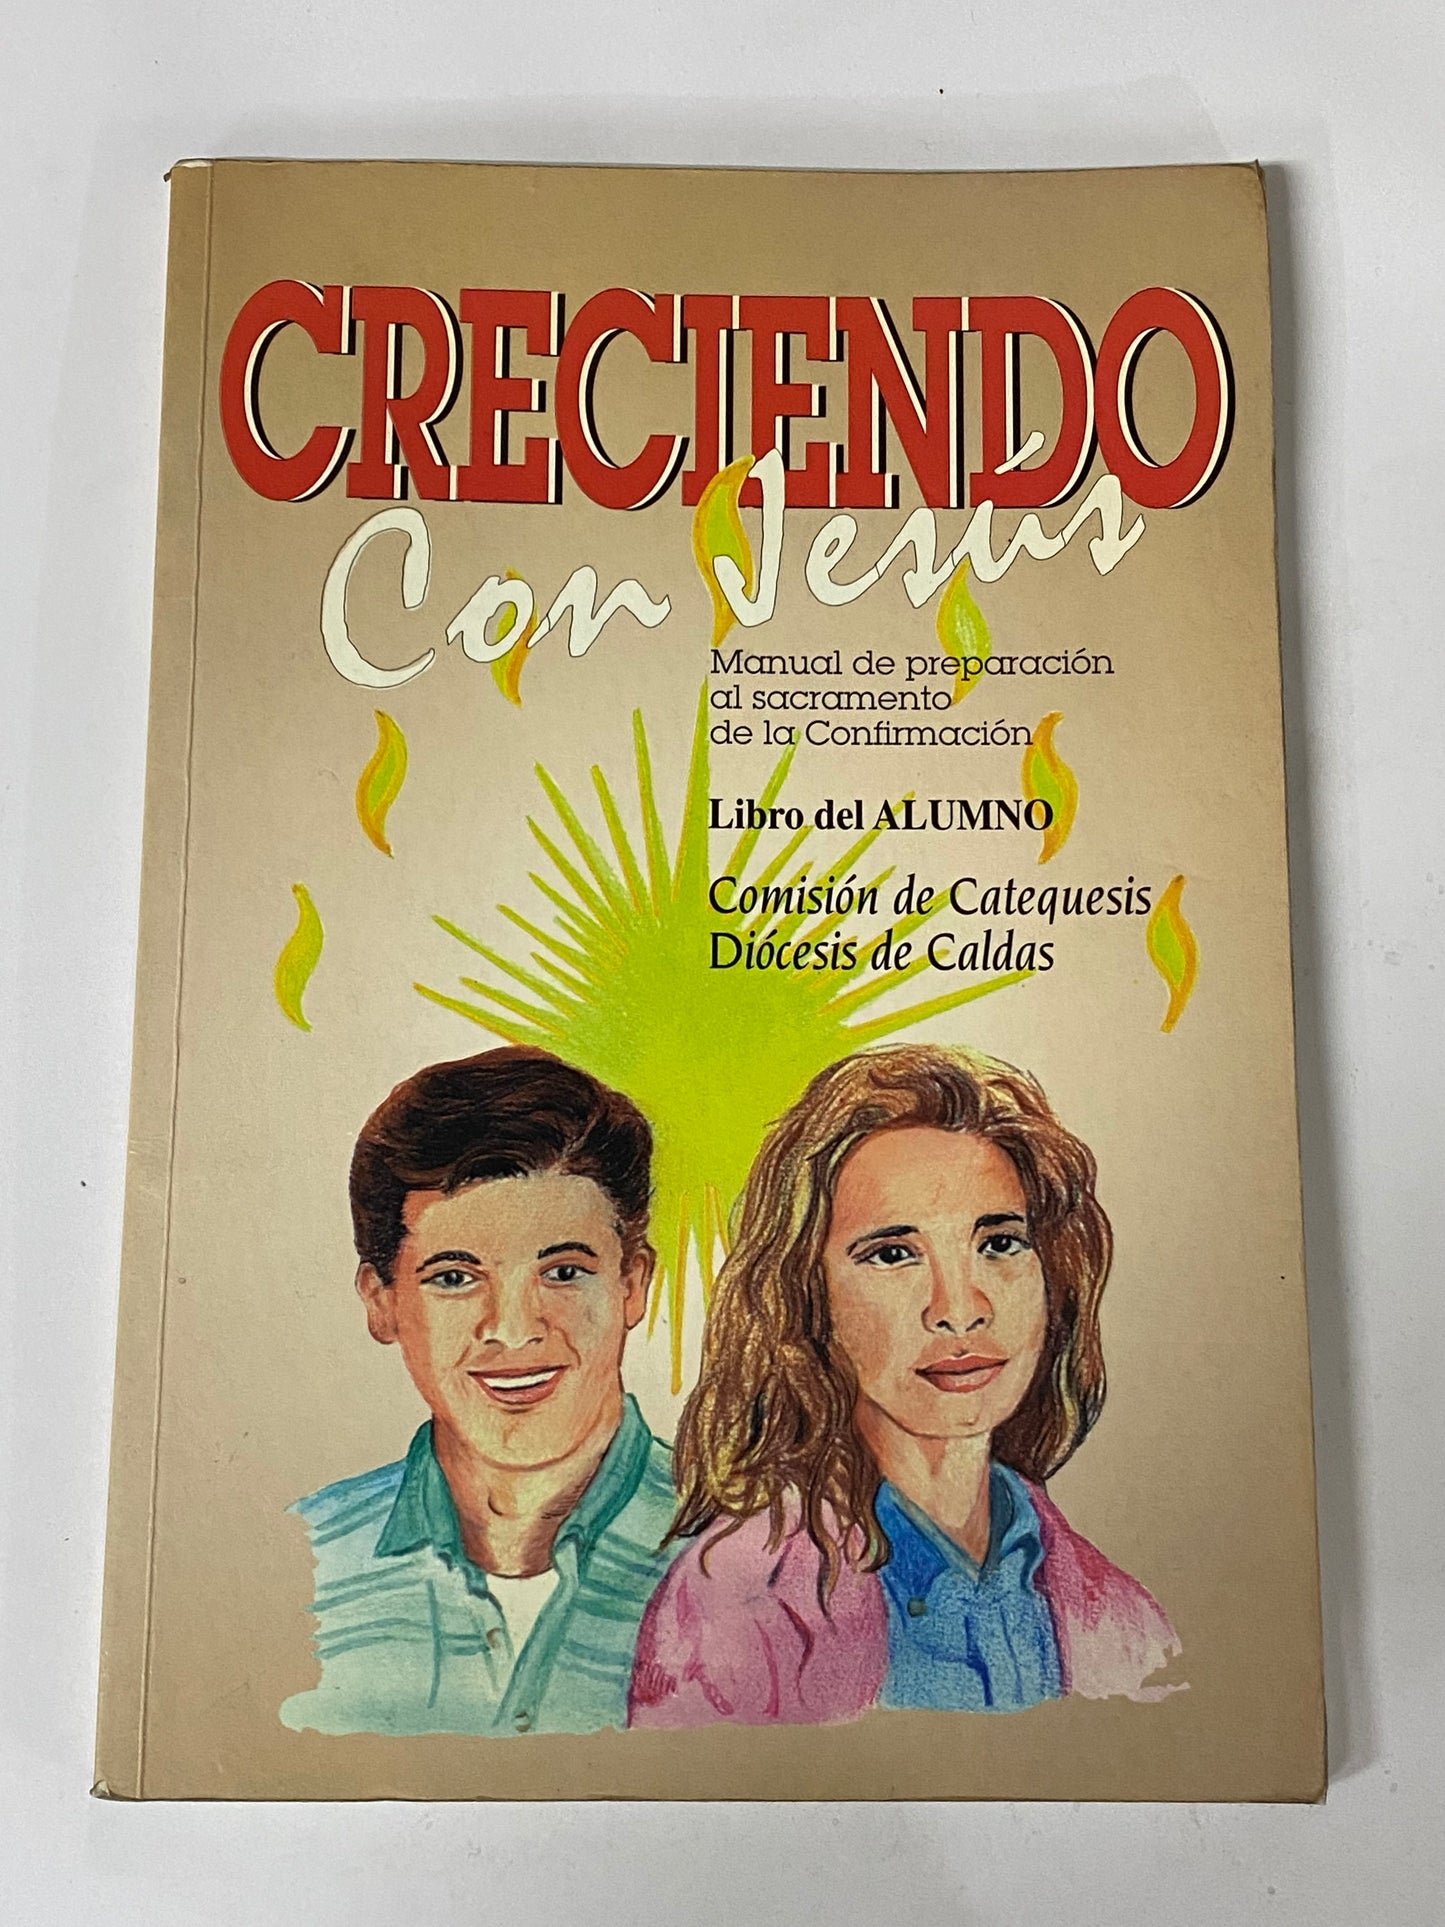 CRECIENDO
Con Jesús
Manual de preparación
al sacramento
de la Confirmación
Libro del ALUMNO
Comisión de Catequesis
Diócesis de Caldas